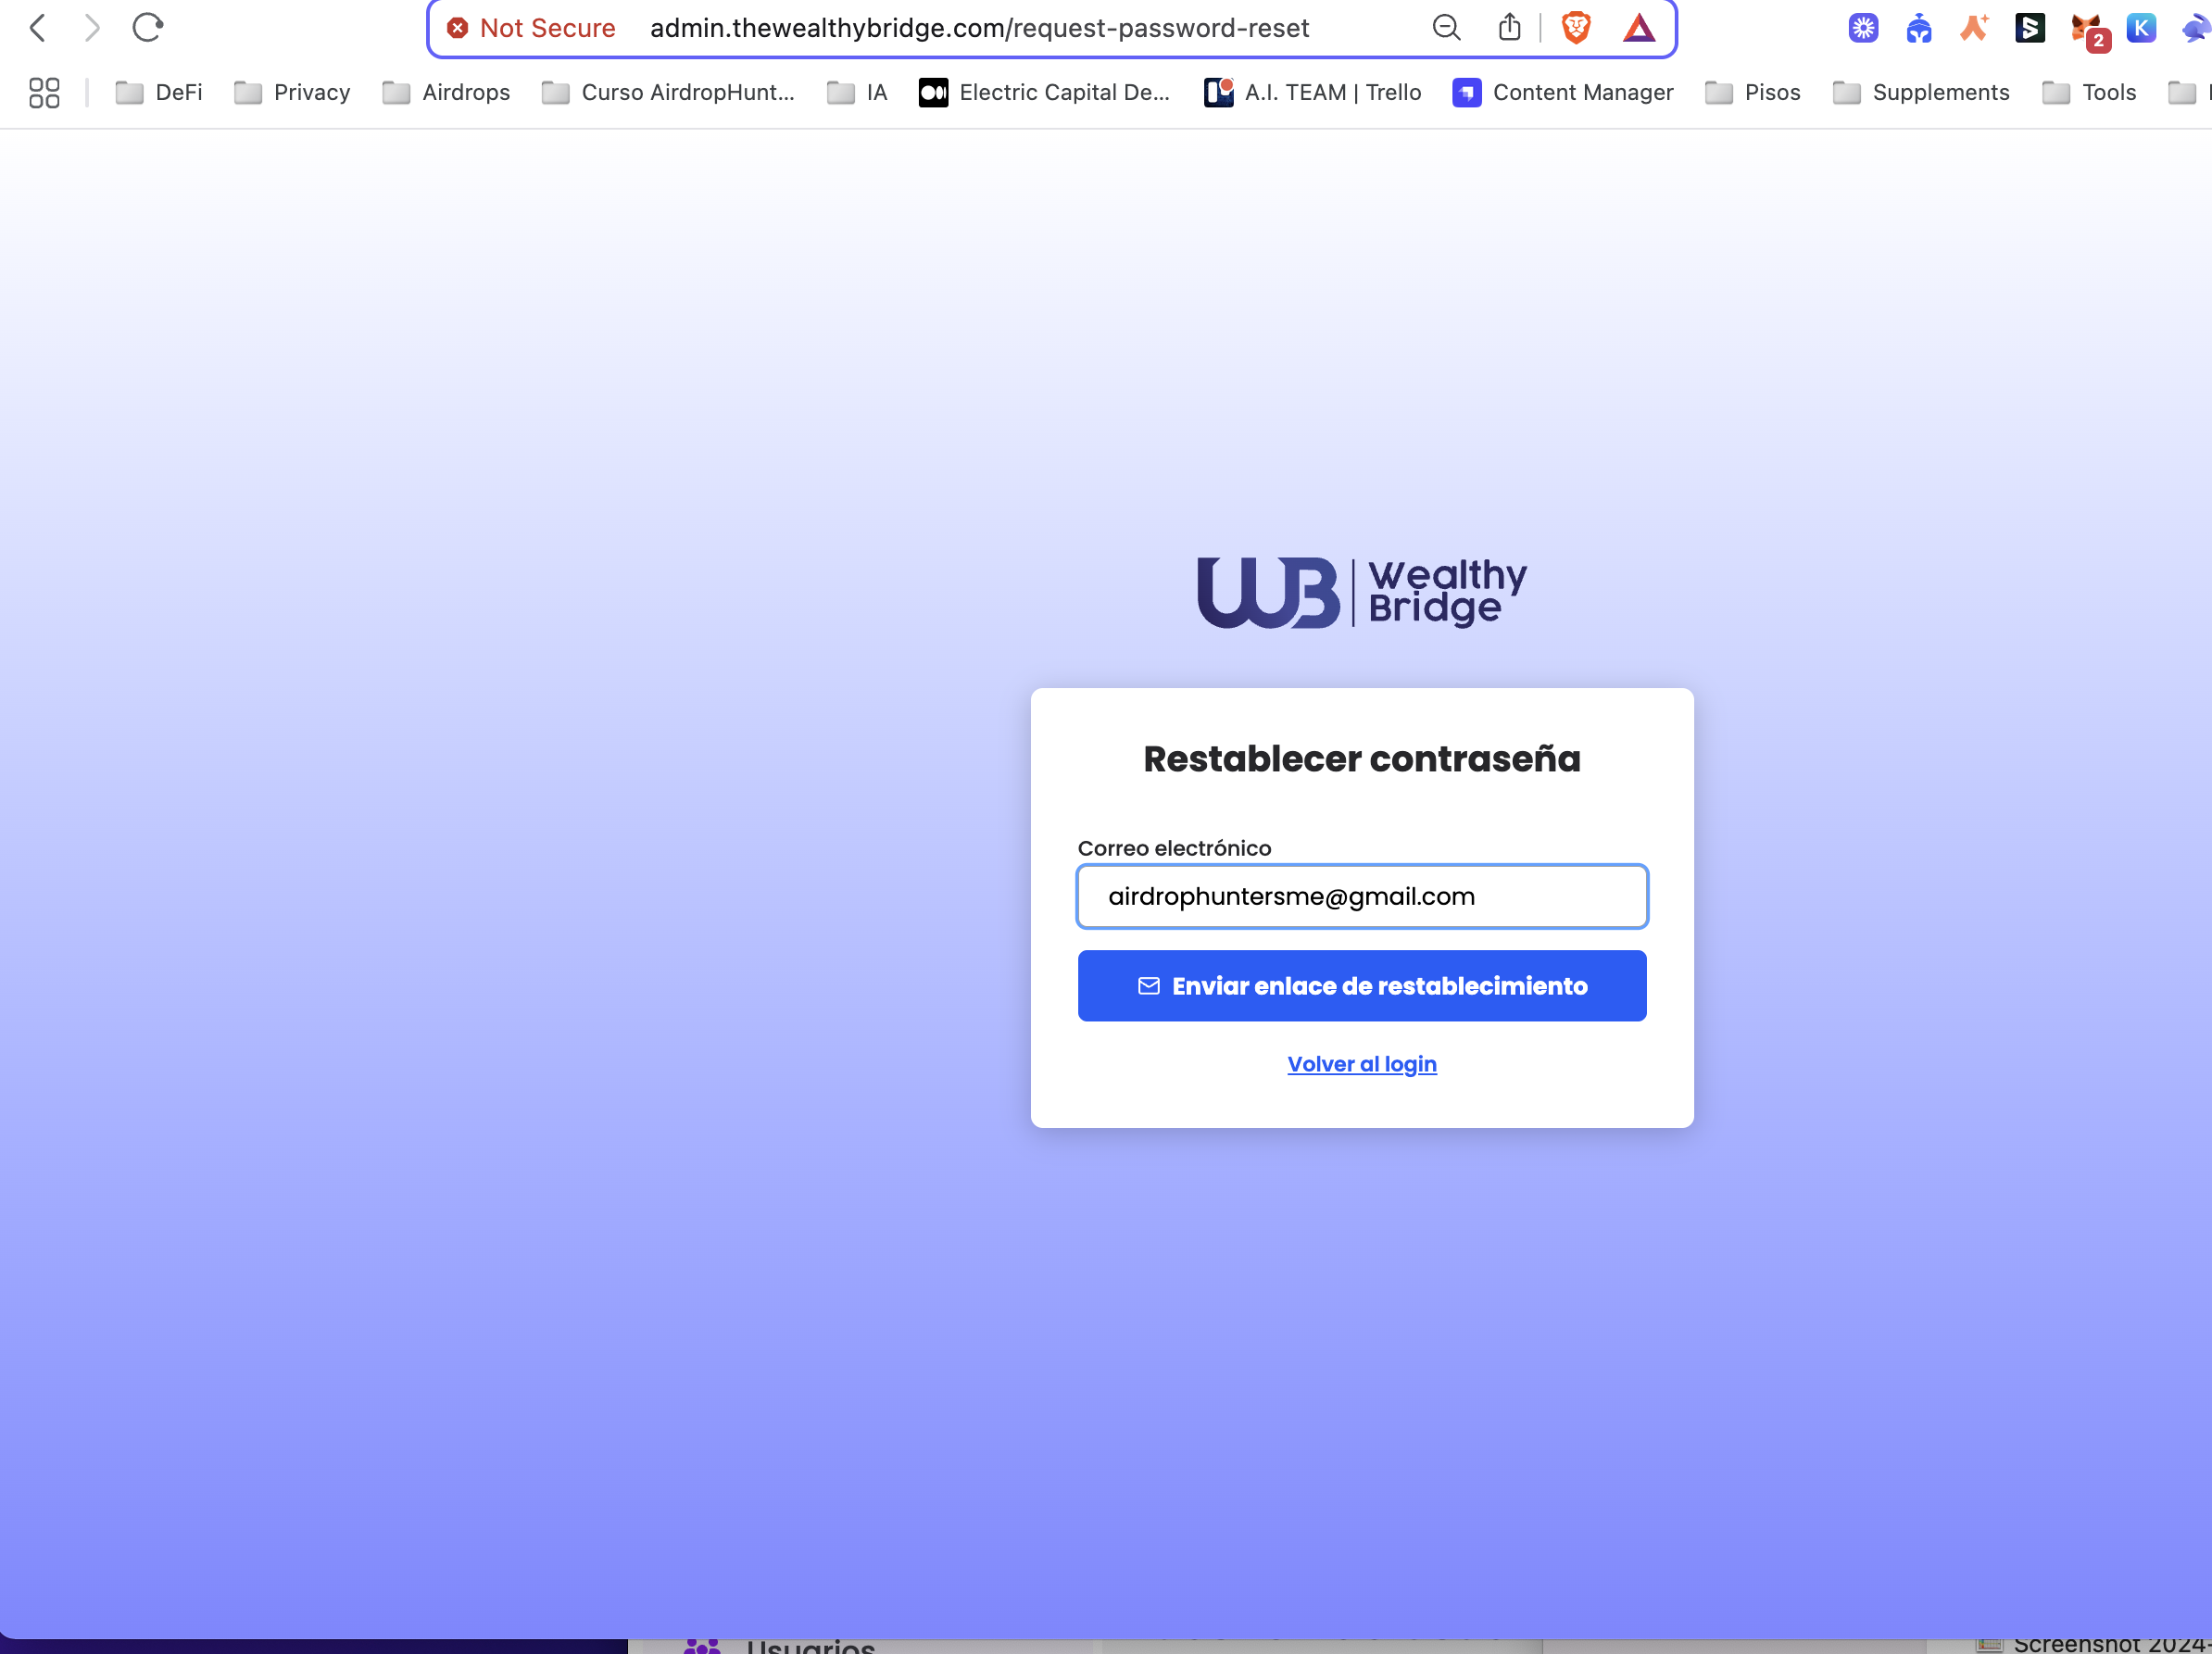 Not Secure admin.thewealthybridge.com/request-password-reset
2
K
DeFi Privacy Airdrops Curso AirdropHunt... IA Electric Capital De... A.I. TEAM | Trello Content Manager Pisos Supplements Tools
WB Wealthy
Bridge
Restablecer contraseña
Correo electrónico
airdrophuntersme@gmail.com
Enviar enlace de restablecimiento
Volver al login
Usuarios
Screenshot 2024-